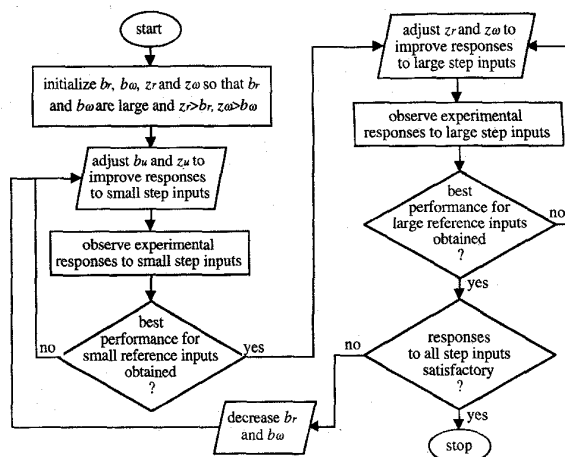 start
initialize br, bω, zr and zω so that br
and bω are large and zr>br, zω>bω
adjust bu and zu to
improve responses
to small step inputs
observe experimental
responses to small step inputs
best
performance for
small reference inputs
obtained
?
no
yes
decrease br
and bω
adjust zr and zω to
improve responses
to large step inputs
observe experimental
responses to large step inputs
best
performance for
large reference inputs
obtained
?
no
yes
responses
to all step inputs
satisfactory
?
no
yes
stop